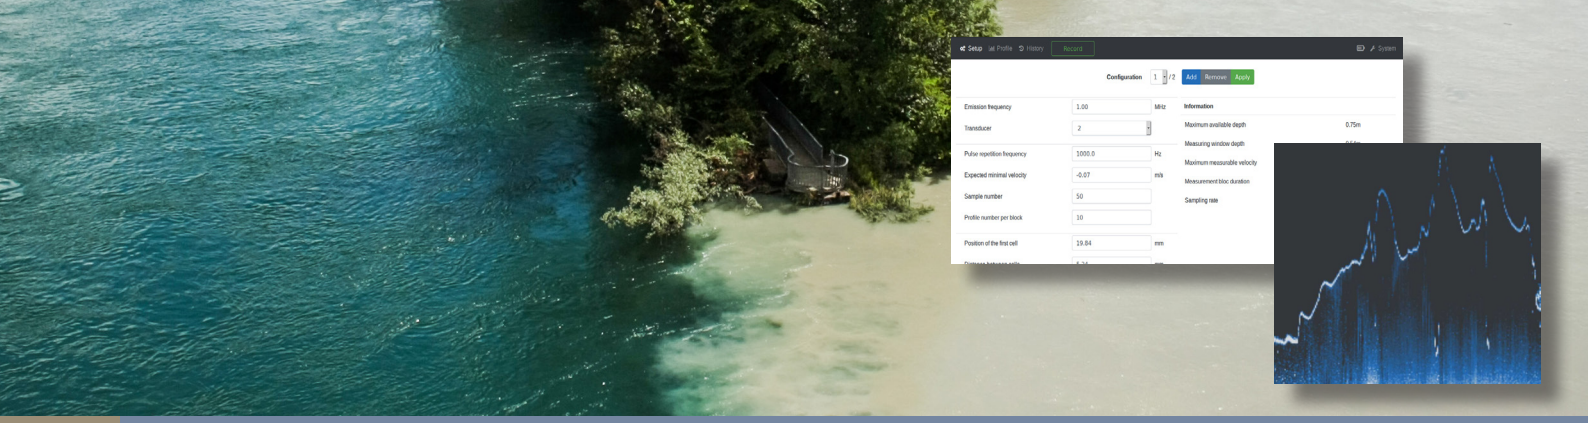 Setup Profile History Record System
Configuration 1 / 2 Add Remove Apply
Emission frequency 1.00 MHz
Transducer 2
Pulse repetition frequency 1000.0 Hz
Expected minimal velocity -0.07 m/s
Sample number 50
Profile number per block 10
Position of the first cell 19.84 mm
Information
Maximum available depth 0.75m
Measuring window depth
Maximum measurable velocity
Measurement bloc duration
Sampling rate